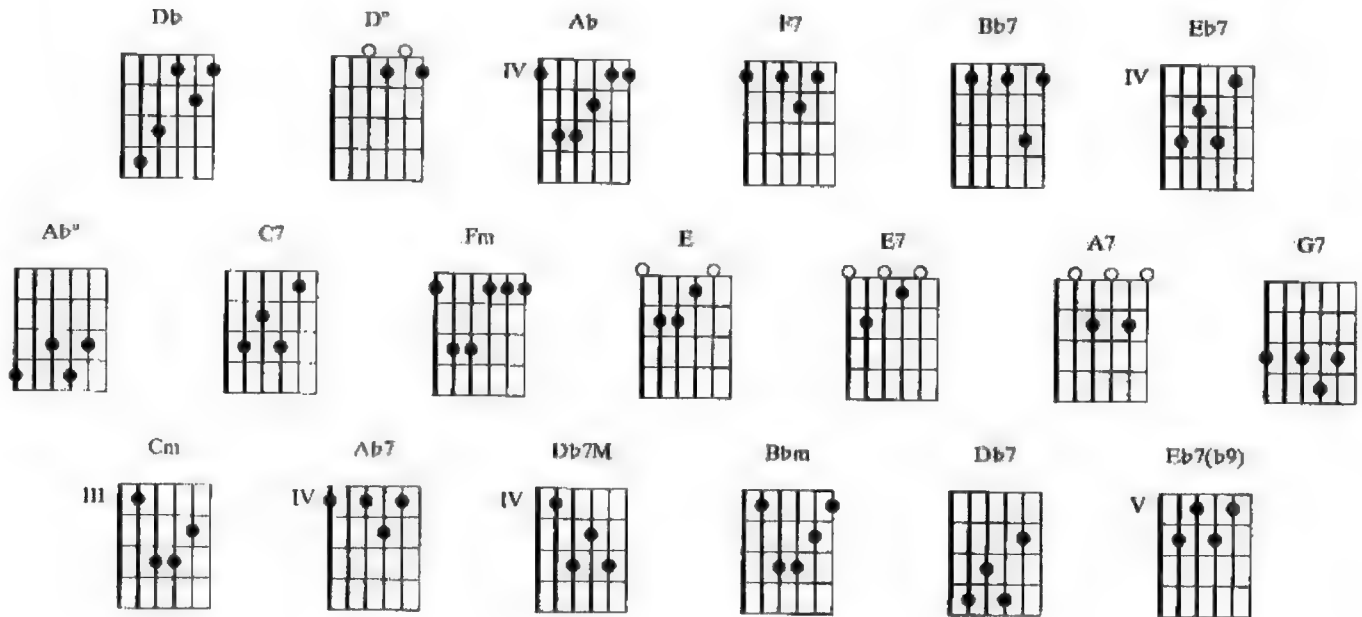 Db D° Ab F7 Bb7 Eb7
IV IV
Ab° C7 Fm E E7 A7 G7
Cm Ab7 Db7M Bbm Db7 Eb7(b9)
III IV IV V